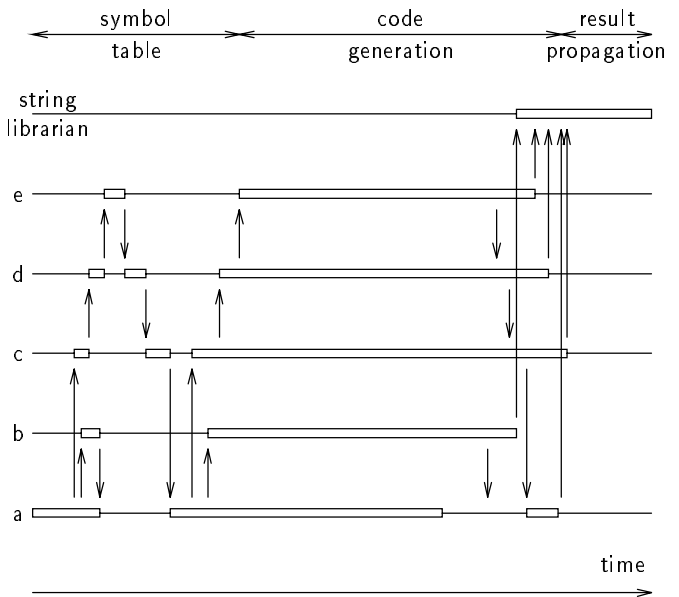 symbol code result
table generation propagation
string
librarian
e
d
c
b
a
time